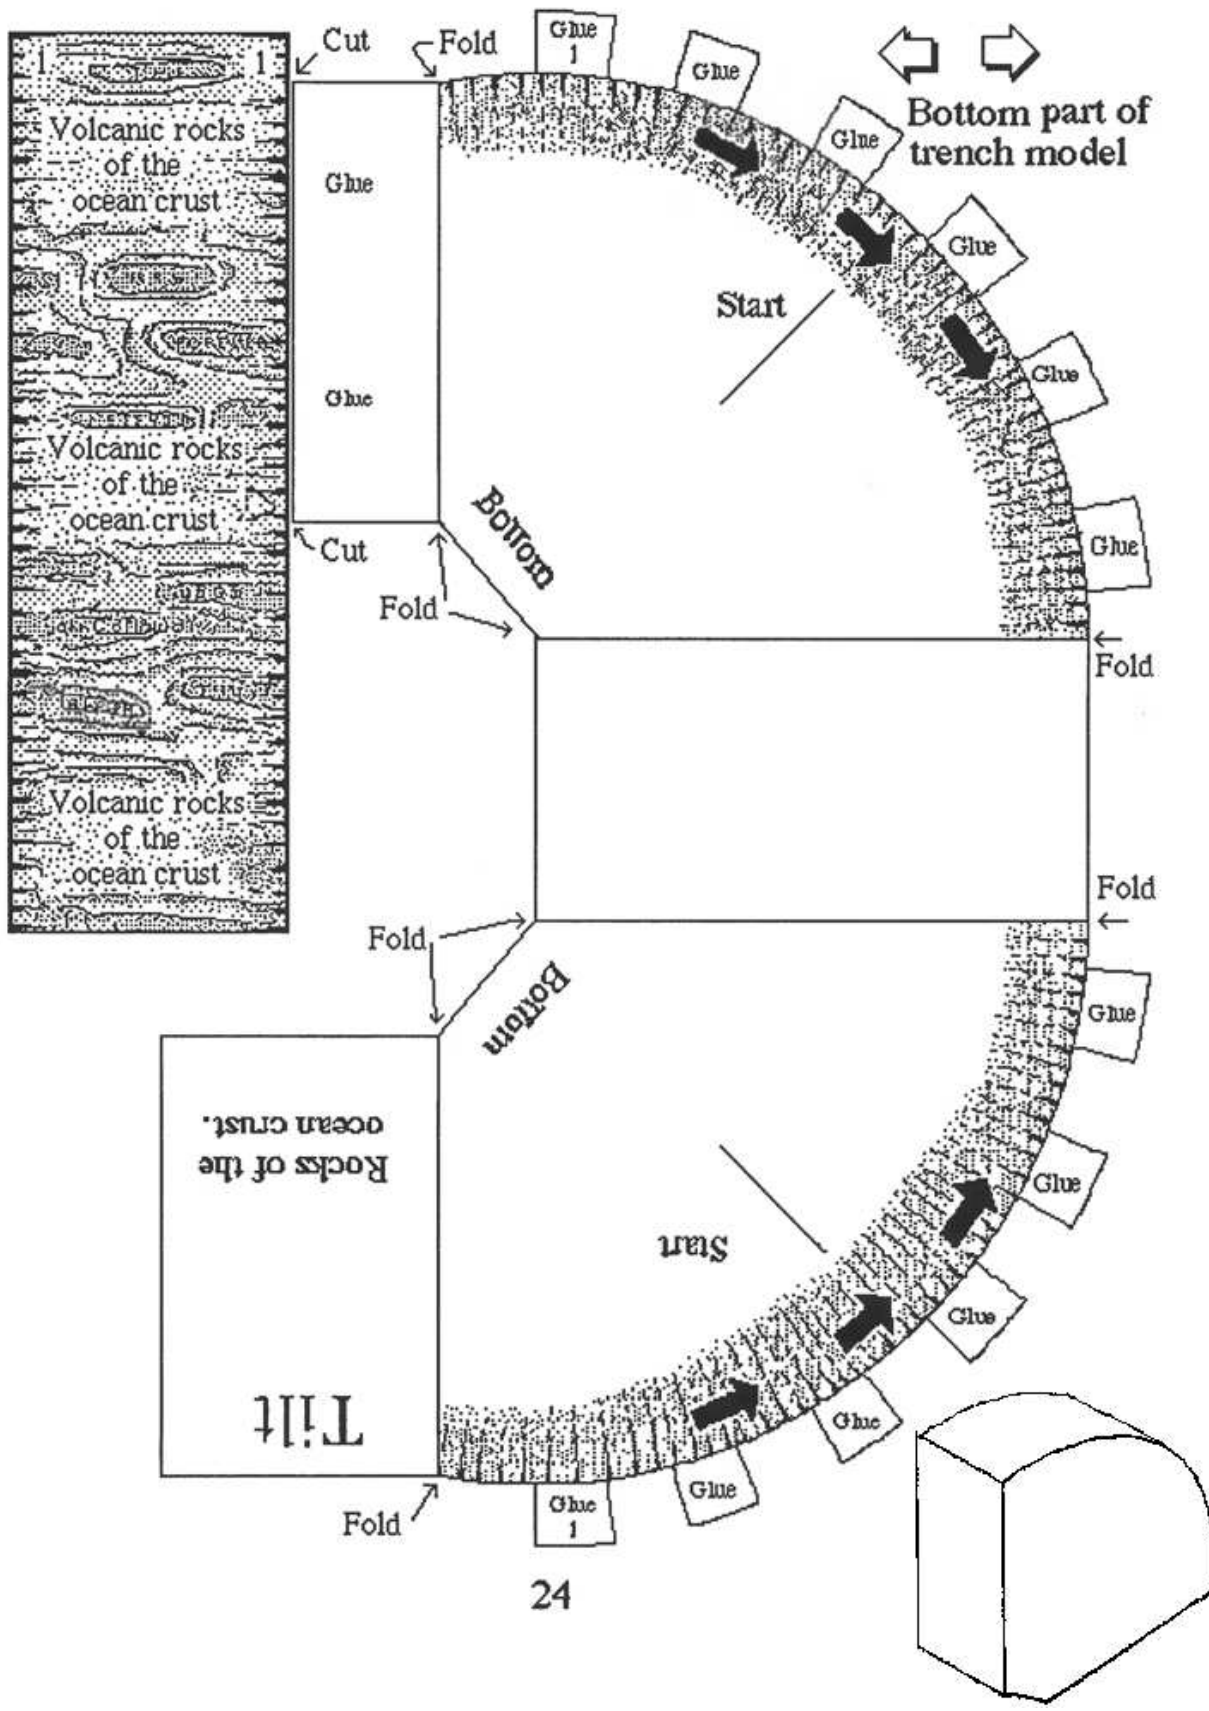 1 1
Volcanic rocks
of the
ocean crust
Volcanic rocks
of the
ocean crust
Volcanic rocks
of the
ocean crust
Cut
Fold
Glue
1
Glue
Glue
Glue
Glue
Glue
Bottom part of
trench model
Glue
Glue
Start
Cut
Bottom
Fold
Fold
Fold
Fold
Bottom
Glue
Glue
Glue
Glue
Glue
Glue
1
Start
Rocks of the
ocean crust.
Tilt
Fold
24